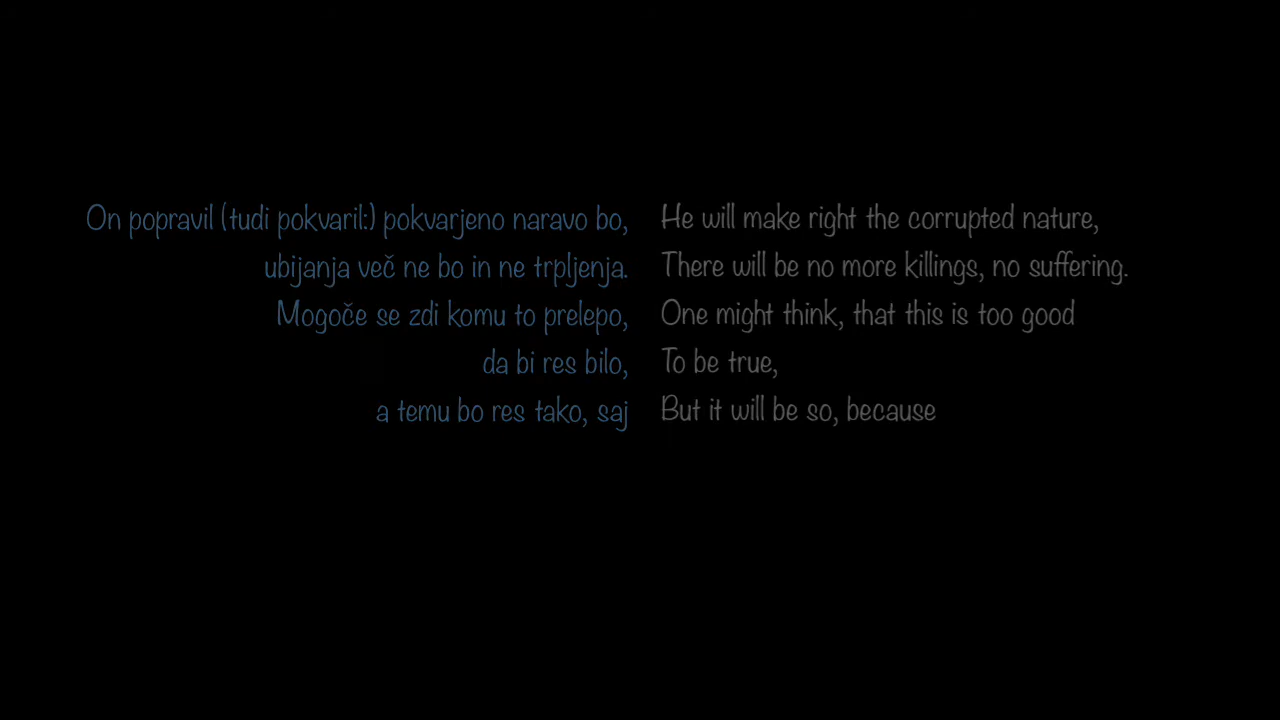 On popravil (tudi pokvaril:) pokvarjeno naravo bo,
ubijanja več ne bo in ne trpljenja.
Mogoče se zdi komu to prelepo,
da bi res bilo,
a temu bo res tako, saj
He will make right the corrupted nature,
There will be no more killings, no suffering.
One might think, that this is too good
To be true,
But it will be so, because